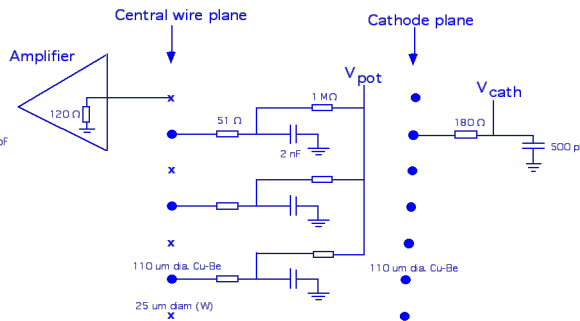 Central wire plane
Cathode plane
Amplifier
V pot
V cath
1 MΩ
120 Ω
51 Ω
180 Ω
pF
2 nF
500 p
110 um dia. Cu-Be
110 um dia. Cu-Be
25 um diam (W)